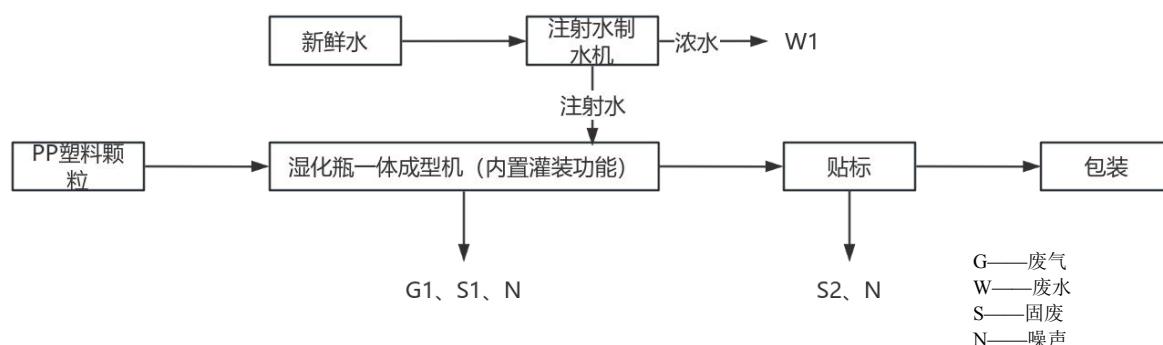 新鲜水
注射水制
水机
浓水
W1
注射水
PP塑料颗
粒
湿化瓶一体成型机（内置灌装功能）
贴标
包装
G1、S1、N
S2、N
G——废气
W——废水
S——固废
N——噪声